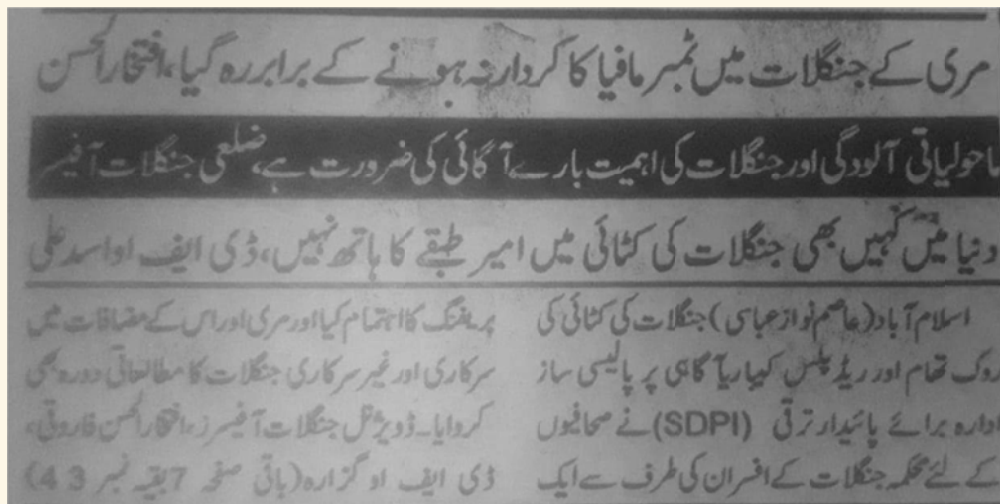 مری کے جنگلات میں ٹمبر مافیا کا کردار نہ ہونے کے برابر رہ گیا، افتخار الحسن
ماحولیاتی آلودگی اور جنگلات کی اہمیت بارے آگائی کی ضرورت ہے، ضلعی جنگلات آفیسر
دنیا میں کہیں بھی جنگلات کی کٹائی میں امیر طبقے کا ہاتھ نہیں، ڈی ایف او اسد علی
اسلام آباد (عاصم نواز عباسی) جنگلات کی کٹائی کی
روک تھام اور ریڈ پلس کیا ریآگاہی پر پالیسی ساز
ادارہ برائے پائیدار ترقی (SDPI) نے صحافیوں
کے لئے محکمہ جنگلات کے افسران کی طرف سے ایک
بریفنگ کا اہتمام کیا اور مری اور اس کے مضافات میں
سرکاری اور غیر سرکاری جنگلات کا مطالعاتی دورہ بھی
کروایا۔ ڈویژنل جنگلات آفیسرز، افتخار الحسن فاروقی،
ڈی ایف او گزارہ (باقی صفحہ 7 بقیہ نمبر 43)